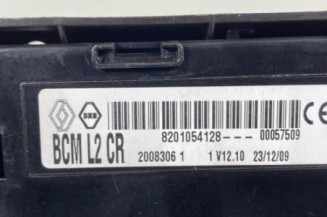 8201054128--- 00057509
BCM L2 CR
2008306 1 1 V12.10 23/12/09